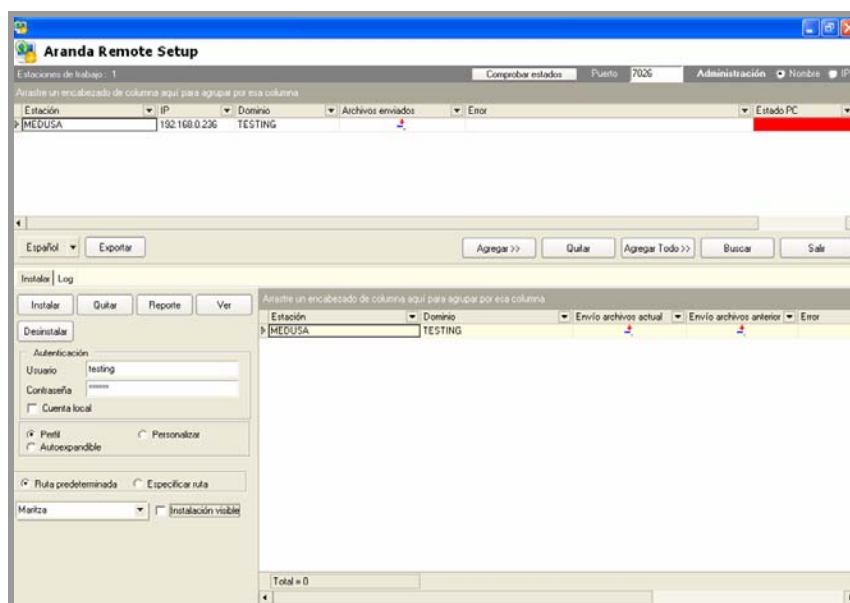 Aranda Remote Setup
Estaciones de trabajo : 1 Comprobar estados Puerto 7026 Administración Nombre IP
Arrastre un encabezado de columna aquí para agrupar por esa columna
Estación IP Dominio Archivos enviados Error Estado PC
MEDUSA 192.168.0.236 TESTING
Español Exportar Agregar >> Quitar Agregar Todo >> Buscar Salir
Instalar Log
Instalar Quitar Reporte Ver
Arrastre un encabezado de columna aquí para agrupar por esa columna
Estación Dominio Envío archivos actual Envío archivos anterior Error
MEDUSA TESTING
Desinstalar
Autenticación
Usuario testing
Contraseña ******
Cuenta local
Perfil Personalizar
Autoexpandible
Ruta predeterminada Especificar ruta
Maritza Instalación visible
Total = 0